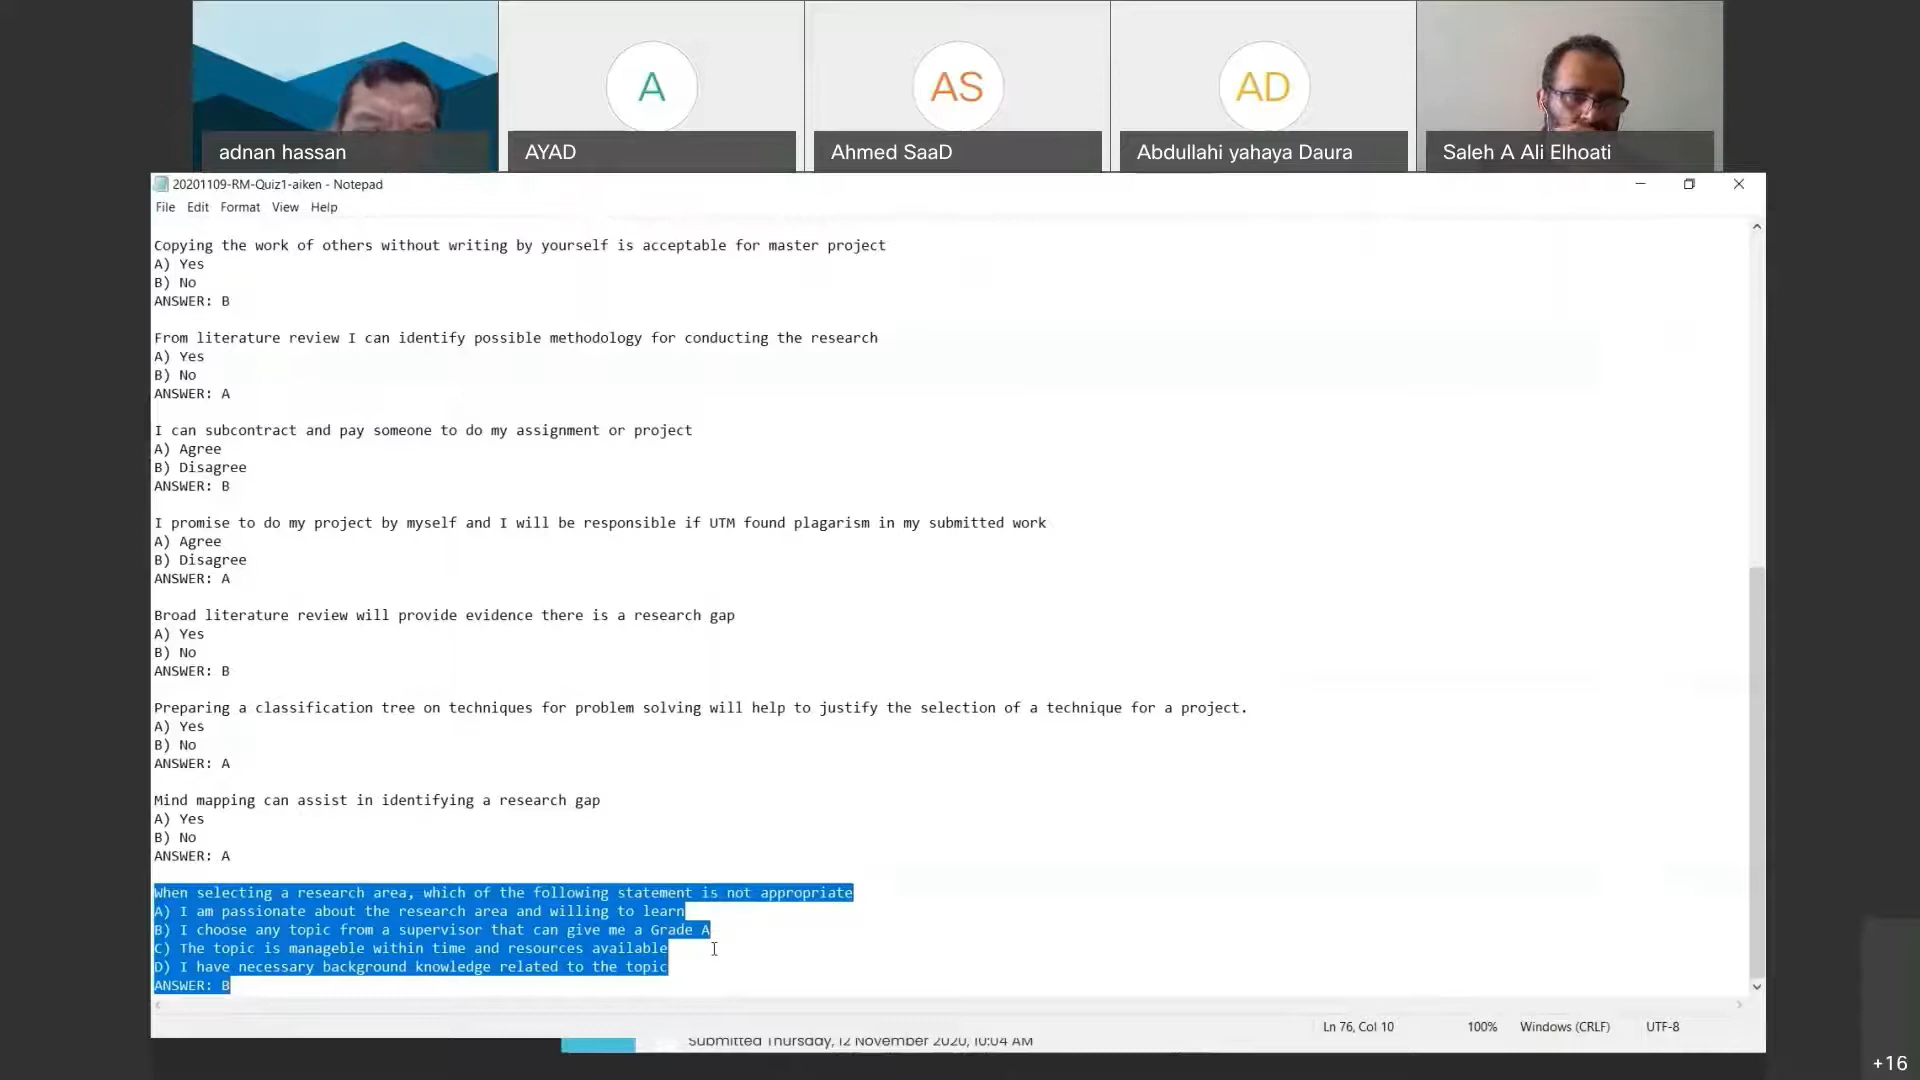 A
AS
AD
adnan hassan
AYAD
Ahmed SaaD
Abdullahi yahaya Daura
Saleh A Ali Elhoati
20201109-RM-Quiz1-aiken - Notepad
File Edit Format View Help
Copying the work of others without writing by yourself is acceptable for master project
A) Yes
B) No
ANSWER: B
From literature review I can identify possible methodology for conducting the research
A) Yes
B) No
ANSWER: A
I can subcontract and pay someone to do my assignment or project
A) Agree
B) Disagree
ANSWER: B
I promise to do my project by myself and I will be responsible if UTM found plagarism in my submitted work
A) Agree
B) Disagree
ANSWER: A
Broad literature review will provide evidence there is a research gap
A) Yes
B) No
ANSWER: B
Preparing a classification tree on techniques for problem solving will help to justify the selection of a technique for a project.
A) Yes
B) No
ANSWER: A
Mind mapping can assist in identifying a research gap
A) Yes
B) No
ANSWER: A
When selecting a research area, which of the following statement is not appropriate
A) I am passionate about the research area and willing to learn
B) I choose any topic from a supervisor that can give me a Grade A
C) The topic is manageble within time and resources available
D) I have necessary background knowledge related to the topic
ANSWER: B
Ln 76, Col 10 100% Windows (CRLF) UTF-8
Submitted Thursday, 12 November 2020, 10:04 AM
+16